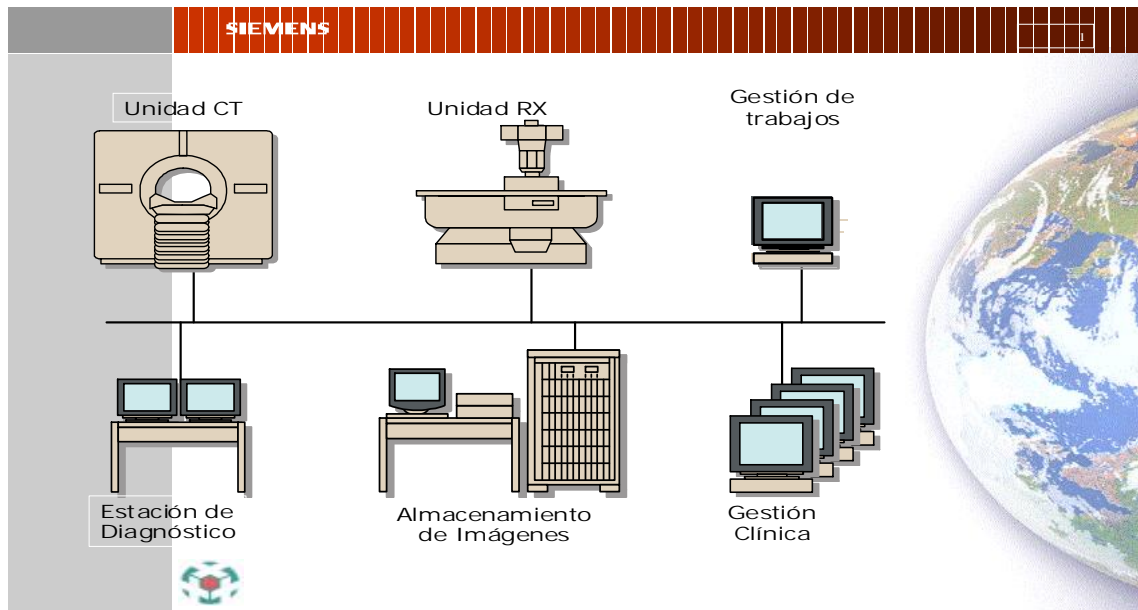 SIEMENS
1
Unidad CT
Unidad RX
Gestión de
trabajos
Estación de
Diagnóstico
Almacenamiento
de Imágenes
Gestión
Clínica